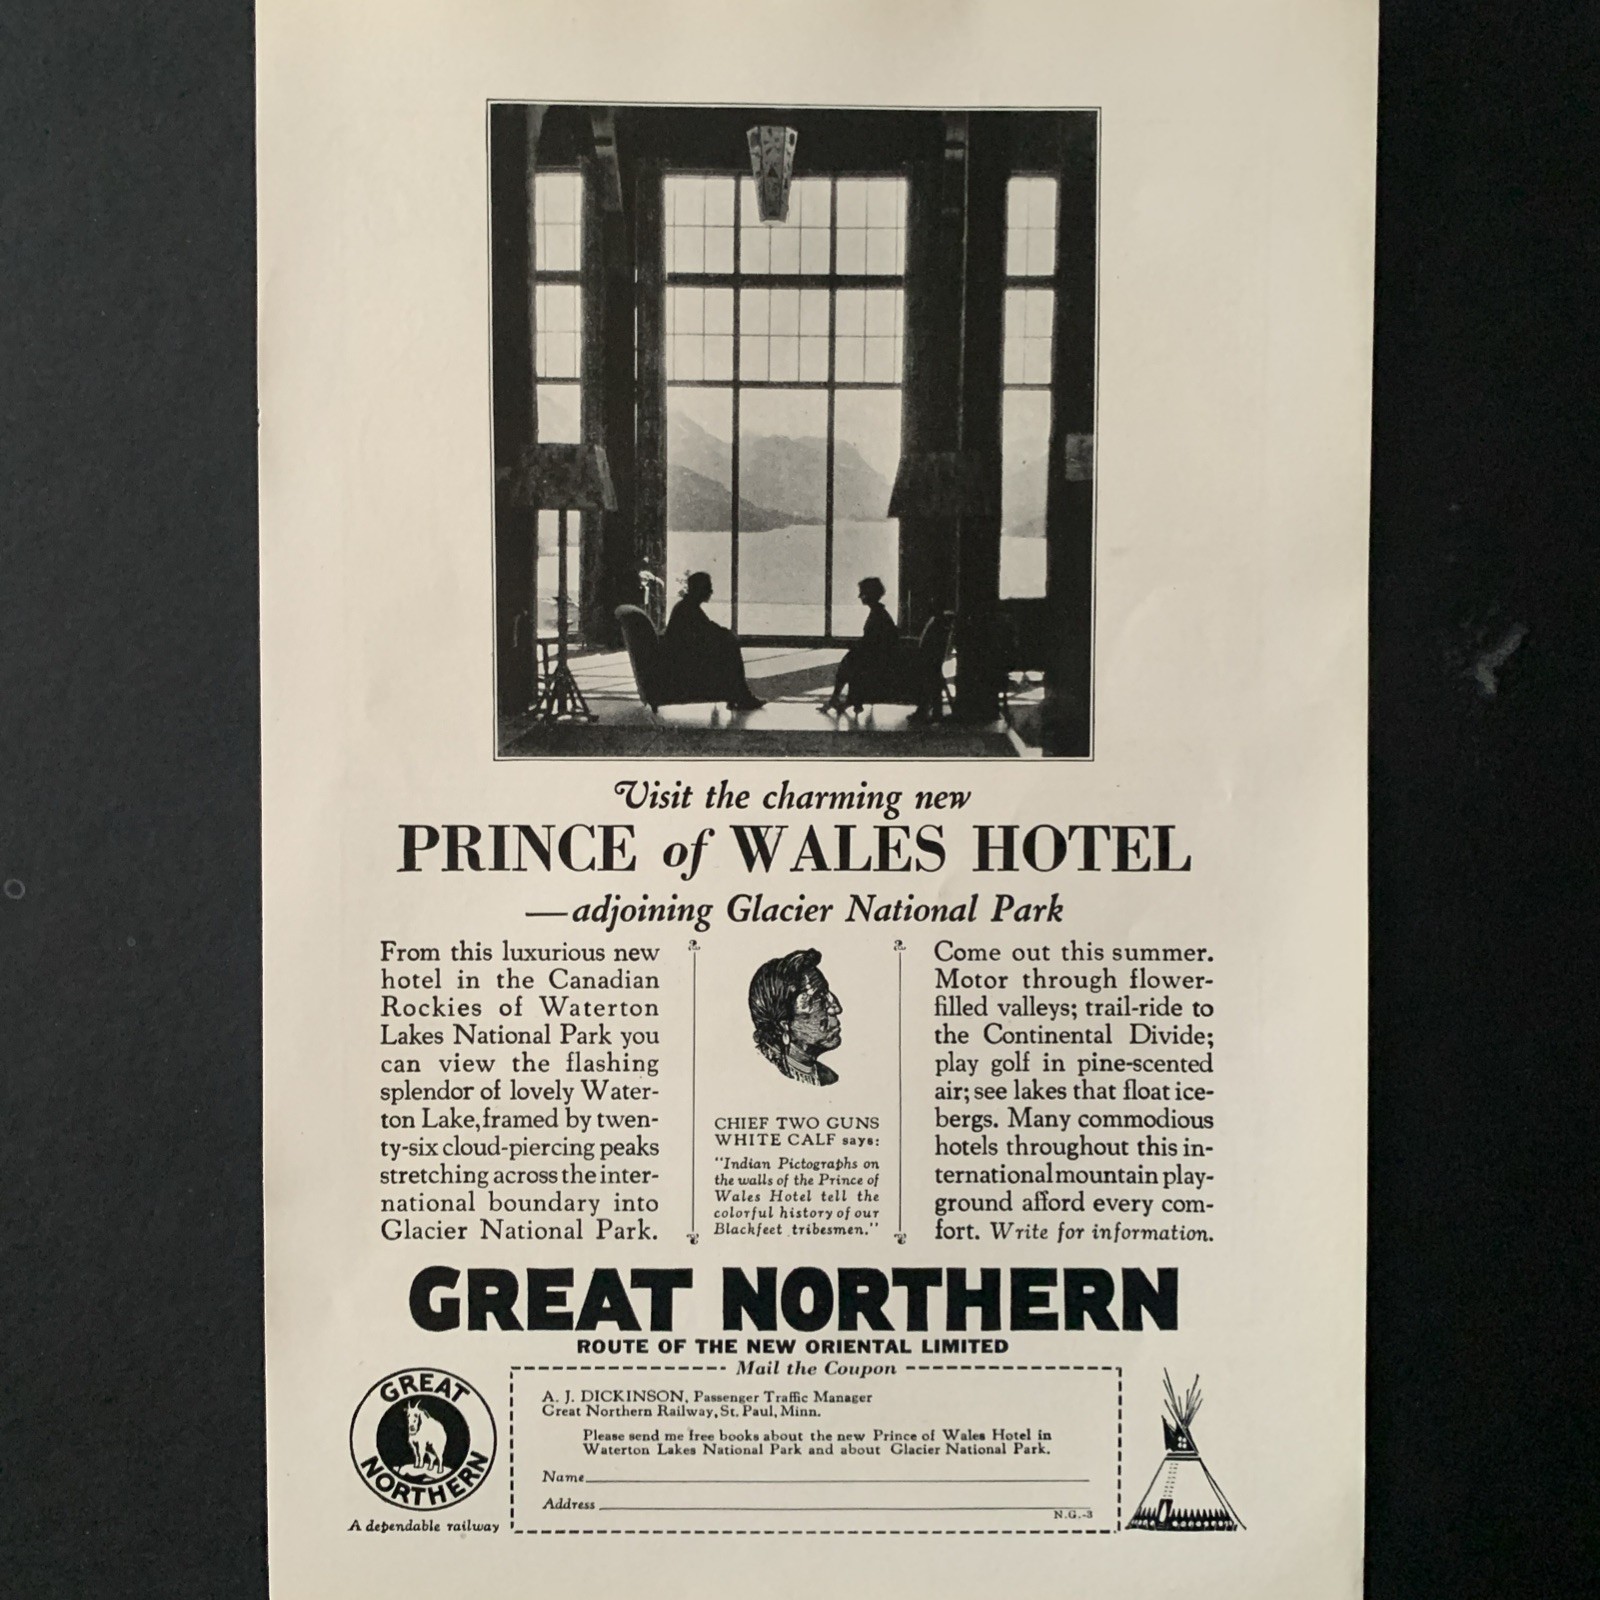 Visit the charming new
PRINCE of WALES HOTEL
—adjoining Glacier National Park
From this luxurious new
hotel in the Canadian
Rockies of Waterton
Lakes National Park you
can view the flashing
splendor of lovely Water-
ton Lake, framed by twen-
ty-six cloud-piercing peaks
stretching across the inter-
national boundary into
Glacier National Park.
CHIEF TWO GUNS
WHITE CALF says:
"Indian Pictographs on
the walls of the Prince of
Wales Hotel tell the
colorful history of our
Blackfeet tribesmen."
Come out this summer.
Motor through flower-
filled valleys; trail-ride to
the Continental Divide;
play golf in pine-scented
air; see lakes that float ice-
bergs. Many commodious
hotels throughout this in-
ternational mountain play-
ground afford every com-
fort. Write for information.
GREAT NORTHERN
ROUTE OF THE NEW ORIENTAL LIMITED
Mail the Coupon
A. J. DICKINSON, Passenger Traffic Manager
Great Northern Railway, St. Paul, Minn.
Please send me free books about the new Prince of Wales Hotel in
Waterton Lakes National Park and about Glacier National Park.
Name
Address
N.G.-3
GREAT
NORTHERN
A dependable railway